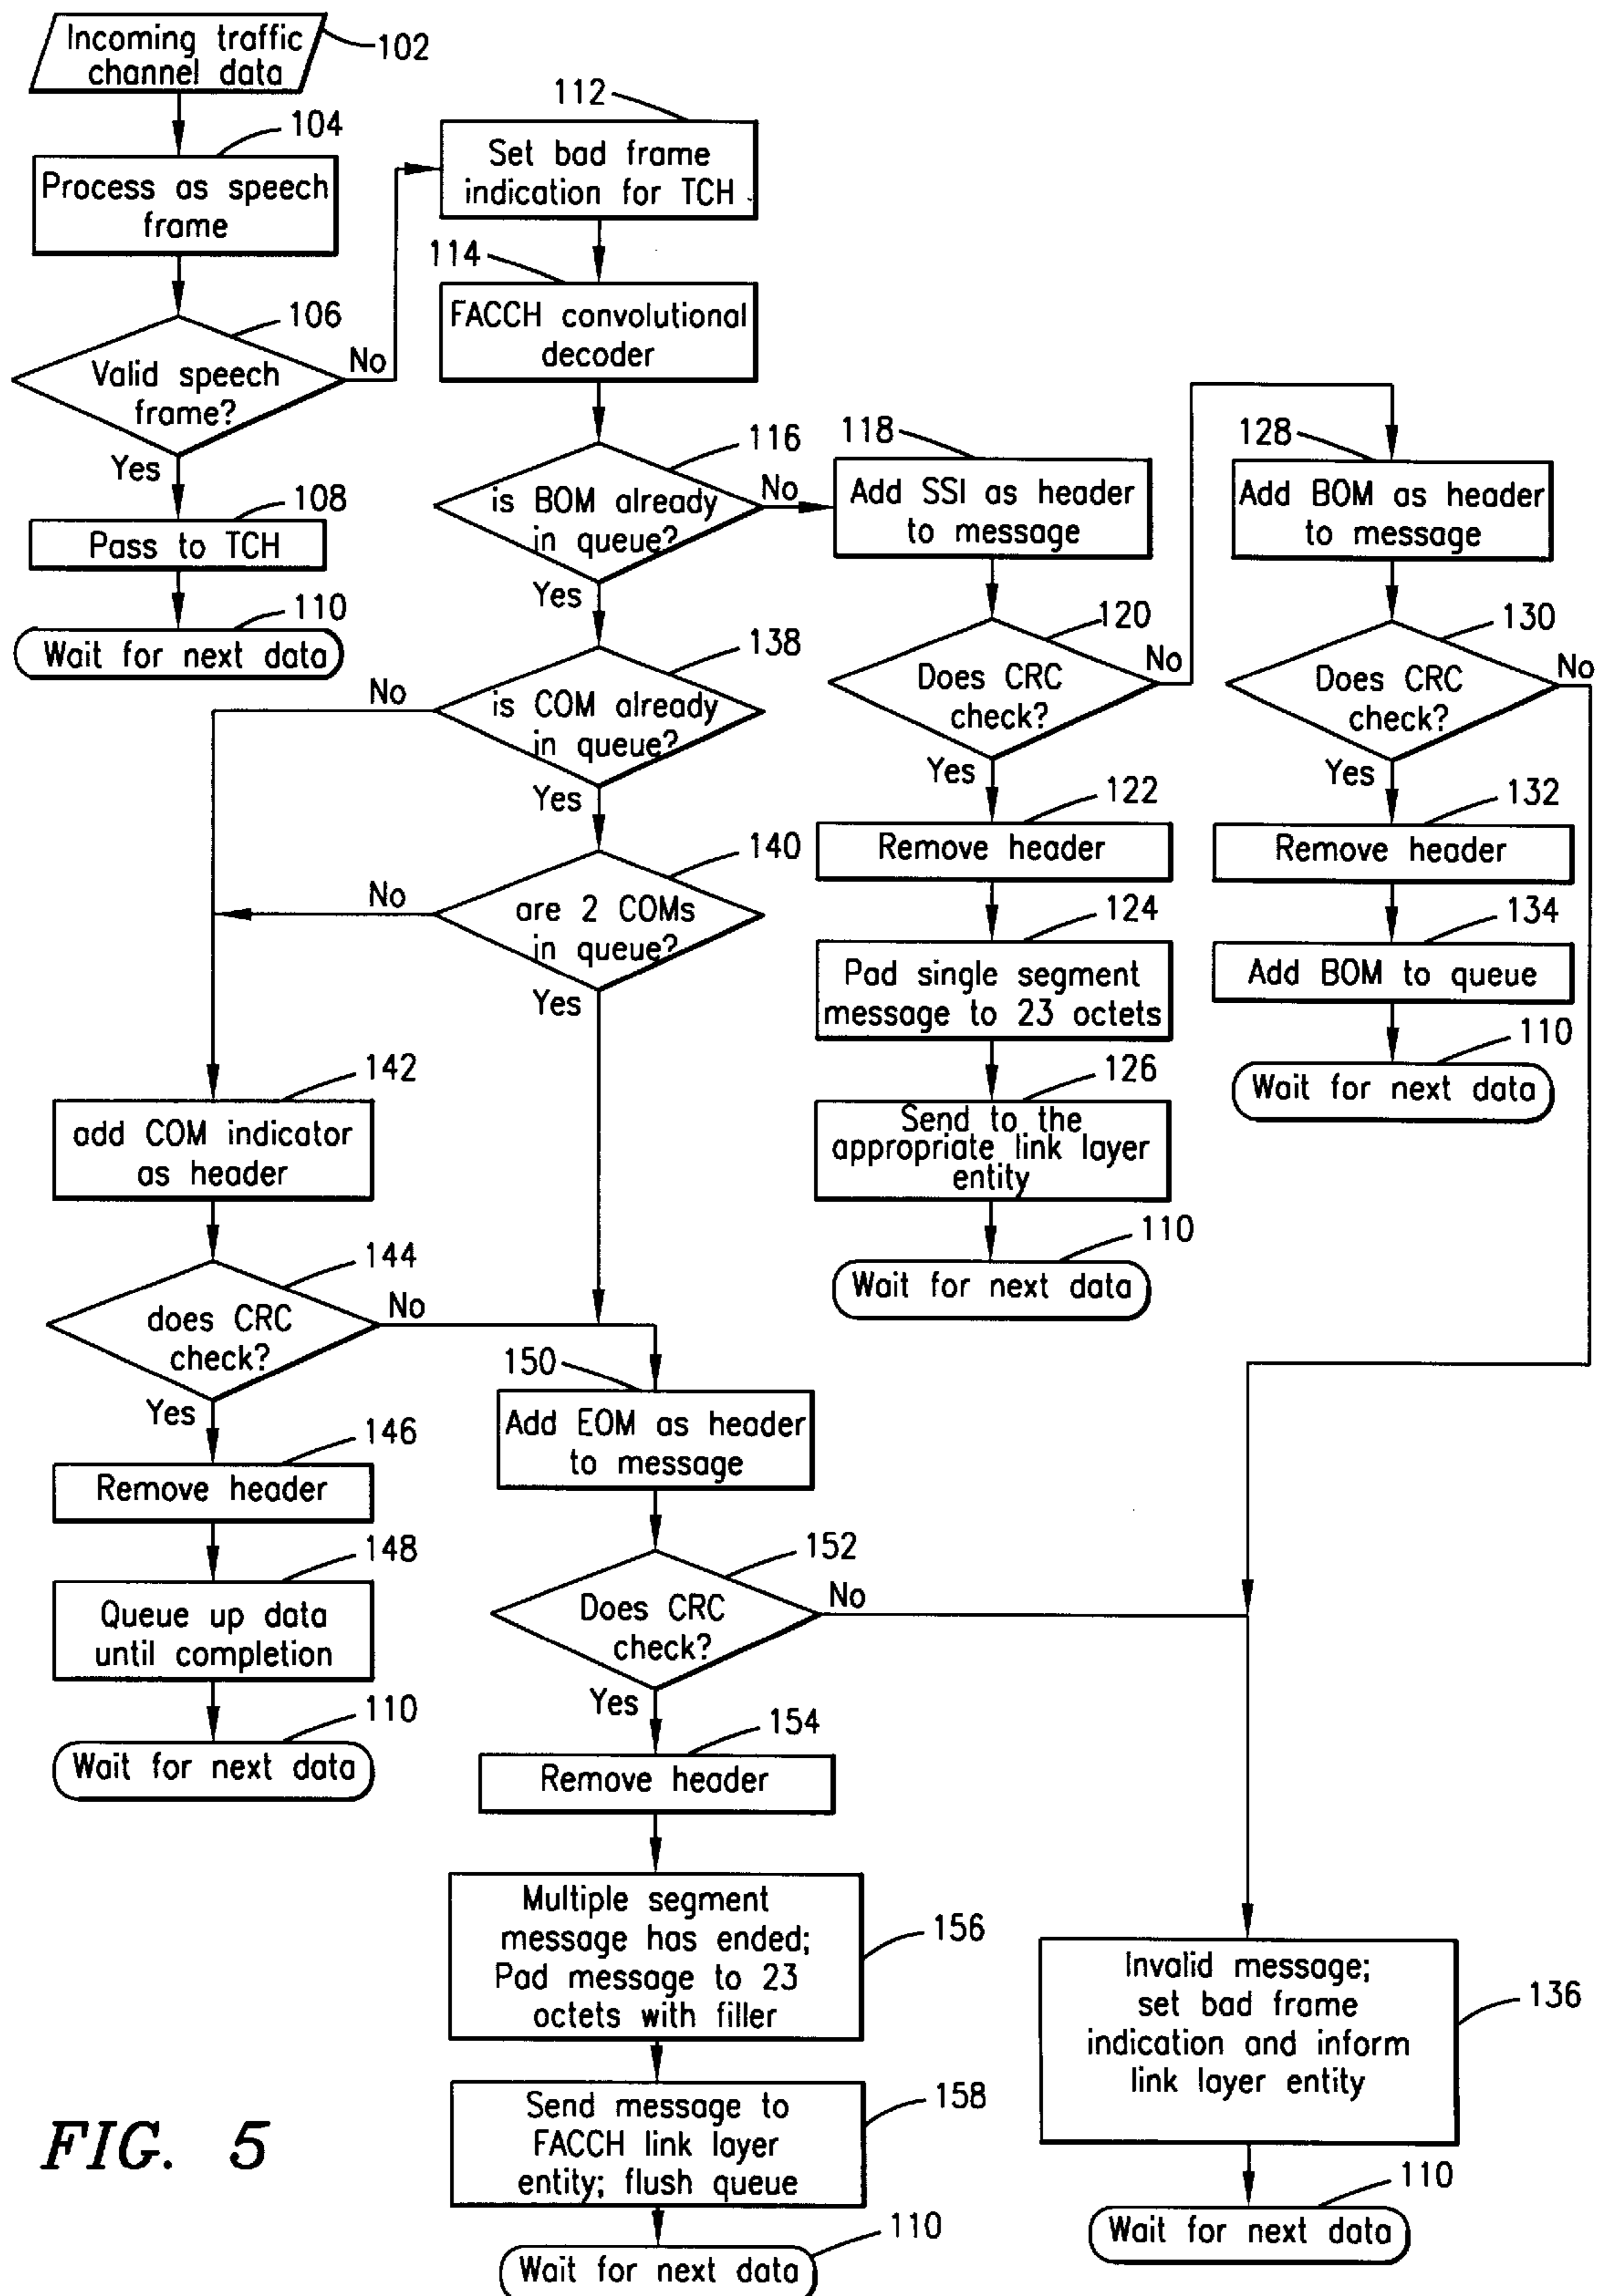 Incoming traffic
channel data
102
104
Process as speech
frame
106
Valid speech
frame?
No
Yes
108
Pass to TCH
110
Wait for next data
112
Set bad frame
indication for TCH
114
FACCH convolutional
decoder
116
is BOM already
in queue?
No
Yes
118
Add SSI as header
to message
120
Does CRC
check?
No
Yes
122
Remove header
124
Pad single segment
message to 23 octets
126
Send to the
appropriate link layer
entity
110
Wait for next data
128
Add BOM as header
to message
130
Does CRC
check?
No
Yes
132
Remove header
134
Add BOM to queue
110
Wait for next data
138
is COM already
in queue?
No
Yes
140
are 2 COMs
in queue?
No
Yes
142
add COM indicator
as header
144
does CRC
check?
No
Yes
146
Remove header
148
Queue up data
until completion
110
Wait for next data
150
Add EOM as header
to message
152
Does CRC
check?
No
Yes
154
Remove header
156
Multiple segment
message has ended;
Pad message to 23
octets with filler
158
Send message to
FACCH link layer
entity; flush queue
110
Wait for next data
136
Invalid message;
set bad frame
indication and inform
link layer entity
110
Wait for next data
FIG. 5